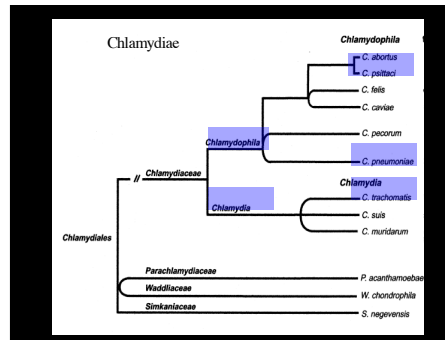 Chlamydiae
Chlamydophila
C. abortus
C. psittaci
C. felis
C. caviae
Chlamydophila
C. pecorum
C. pneumoniae
// Chlamydiaceae
Chlamydia
C. trachomatis
Chlamydia
C. suis
C. muridarum
Chlamydiales
Parachlamydiaceae
P. acanthamoebae
Waddliaceae
W. chondrophila
Simkaniaceae
S. negevensis